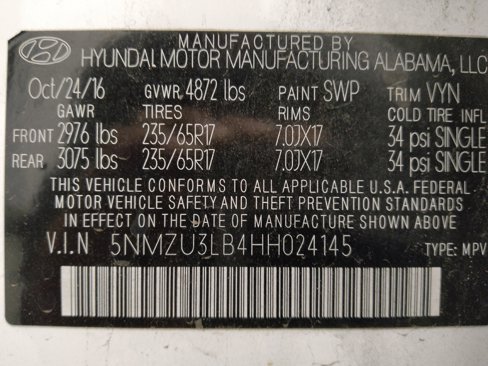 MANUFACTURED BY
HYUNDAI MOTOR MANUFACTURING ALABAMA, LLC
Oct/24/16 GVWR 4872 lbs PAINT SWP TRIM VYN
GAWR TIRES RIMS COLD TIRE INFL
FRONT 2976 lbs 235/65R17 7.0JX17 34 psi SINGLE
REAR 3075 lbs 235/65R17 7.0JX17 34 psi SINGLE
THIS VEHICLE CONFORMS TO ALL APPLICABLE U.S.A. FEDERAL
MOTOR VEHICLE SAFETY AND THEFT PREVENTION STANDARDS
IN EFFECT ON THE DATE OF MANUFACTURE SHOWN ABOVE.
V.I.N 5NMZU3LB4HH024145 TYPE: MPV